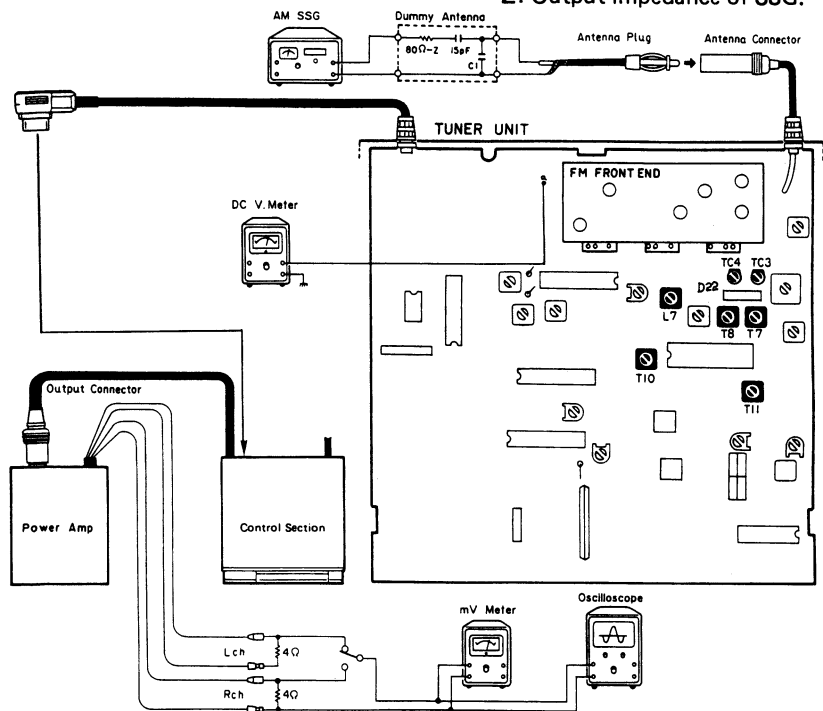 2. Output impedance of SSG.
AM SSG
Dummy Antenna
80Ω-Z
15pF
C1
Antenna Plug
Antenna Connector
TUNER UNIT
FM FRONT END
DC V. Meter
TC4
TC3
D22
L7
T8
T7
T10
T11
Output Connector
Power Amp
Control Section
mV Meter
Oscilloscope
Lch
4Ω
Rch
4Ω